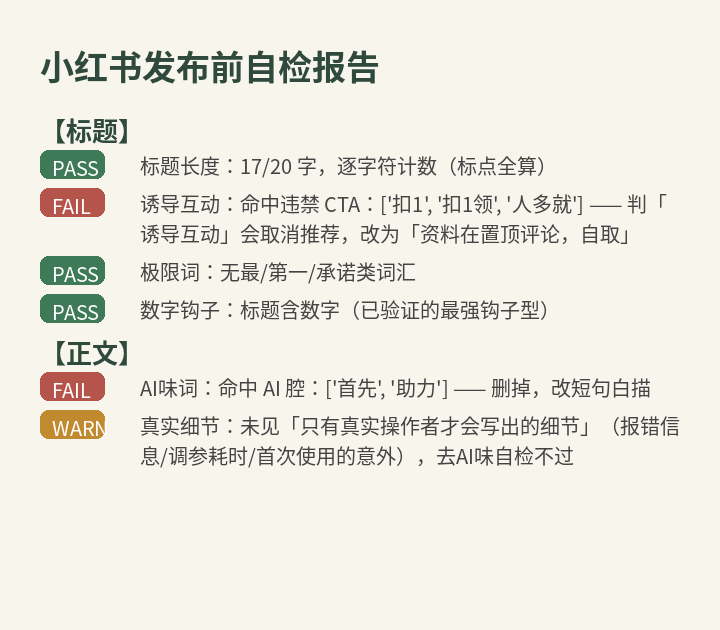 小红书发布前自检报告
【标题】
PASS 标题长度：17/20 字，逐字符计数（标点全算）
FAIL 诱导互动：命中违禁 CTA：['扣1', '扣1领', '人多就'] —— 判「
诱导互动」会取消推荐，改为「资料在置顶评论，自取」
PASS 极限词：无最/第一/承诺类词汇
PASS 数字钩子：标题含数字（已验证的最强钩子型）
【正文】
FAIL AI味词：命中 AI 腔：['首先', '助力'] —— 删掉，改短句白描
WARN 真实细节：未见「只有真实操作者才会写出的细节」（报错信
息/调参耗时/首次使用的意外），去AI味自检不过